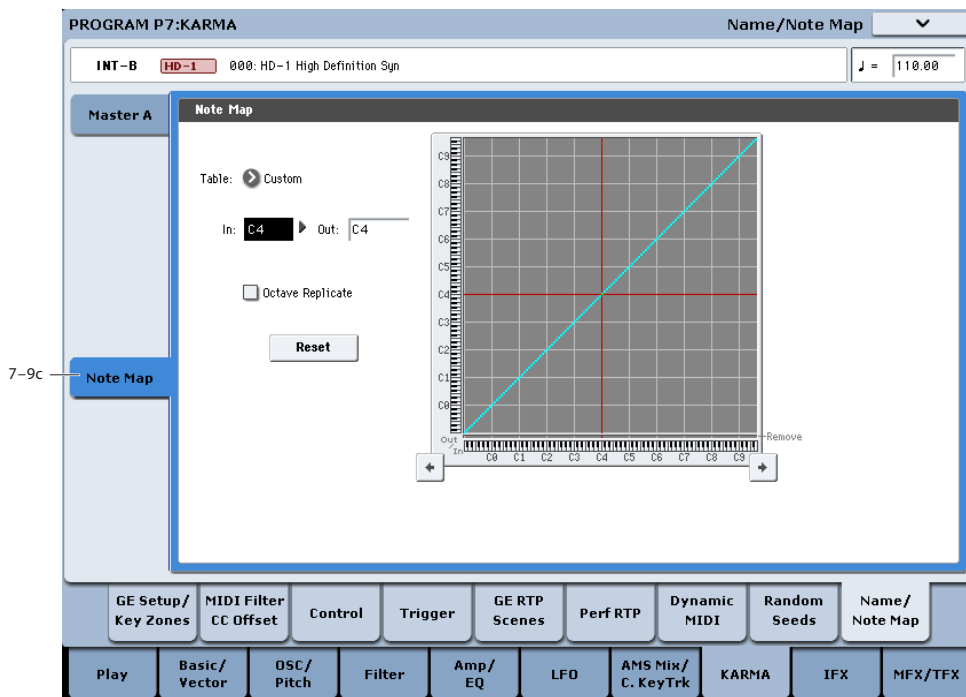 PROGRAM P7:KARMA
Name/Note Map
INT-B HD-1 000: HD-1 High Definition Syn
♩ = 110.00
Master A
Note Map
Table: Custom
In: C4 Out: C4
Octave Replicate
Reset
C9
C8
C7
C6
C5
C4
C3
C2
C1
C0
Out
/In
Remove
C0 C1 C2 C3 C4 C5 C6 C7 C8 C9
7-9c
Note Map
GE Setup/
Key Zones
MIDI Filter
CC Offset
Control
Trigger
GE RTP
Scenes
Perf RTP
Dynamic
MIDI
Random
Seeds
Name/
Note Map
Play
Basic/
Vector
OSC/
Pitch
Filter
Amp/
EQ
LFO
AMS Mix/
C. KeyTrk
KARMA
IFX
MFX/TFX